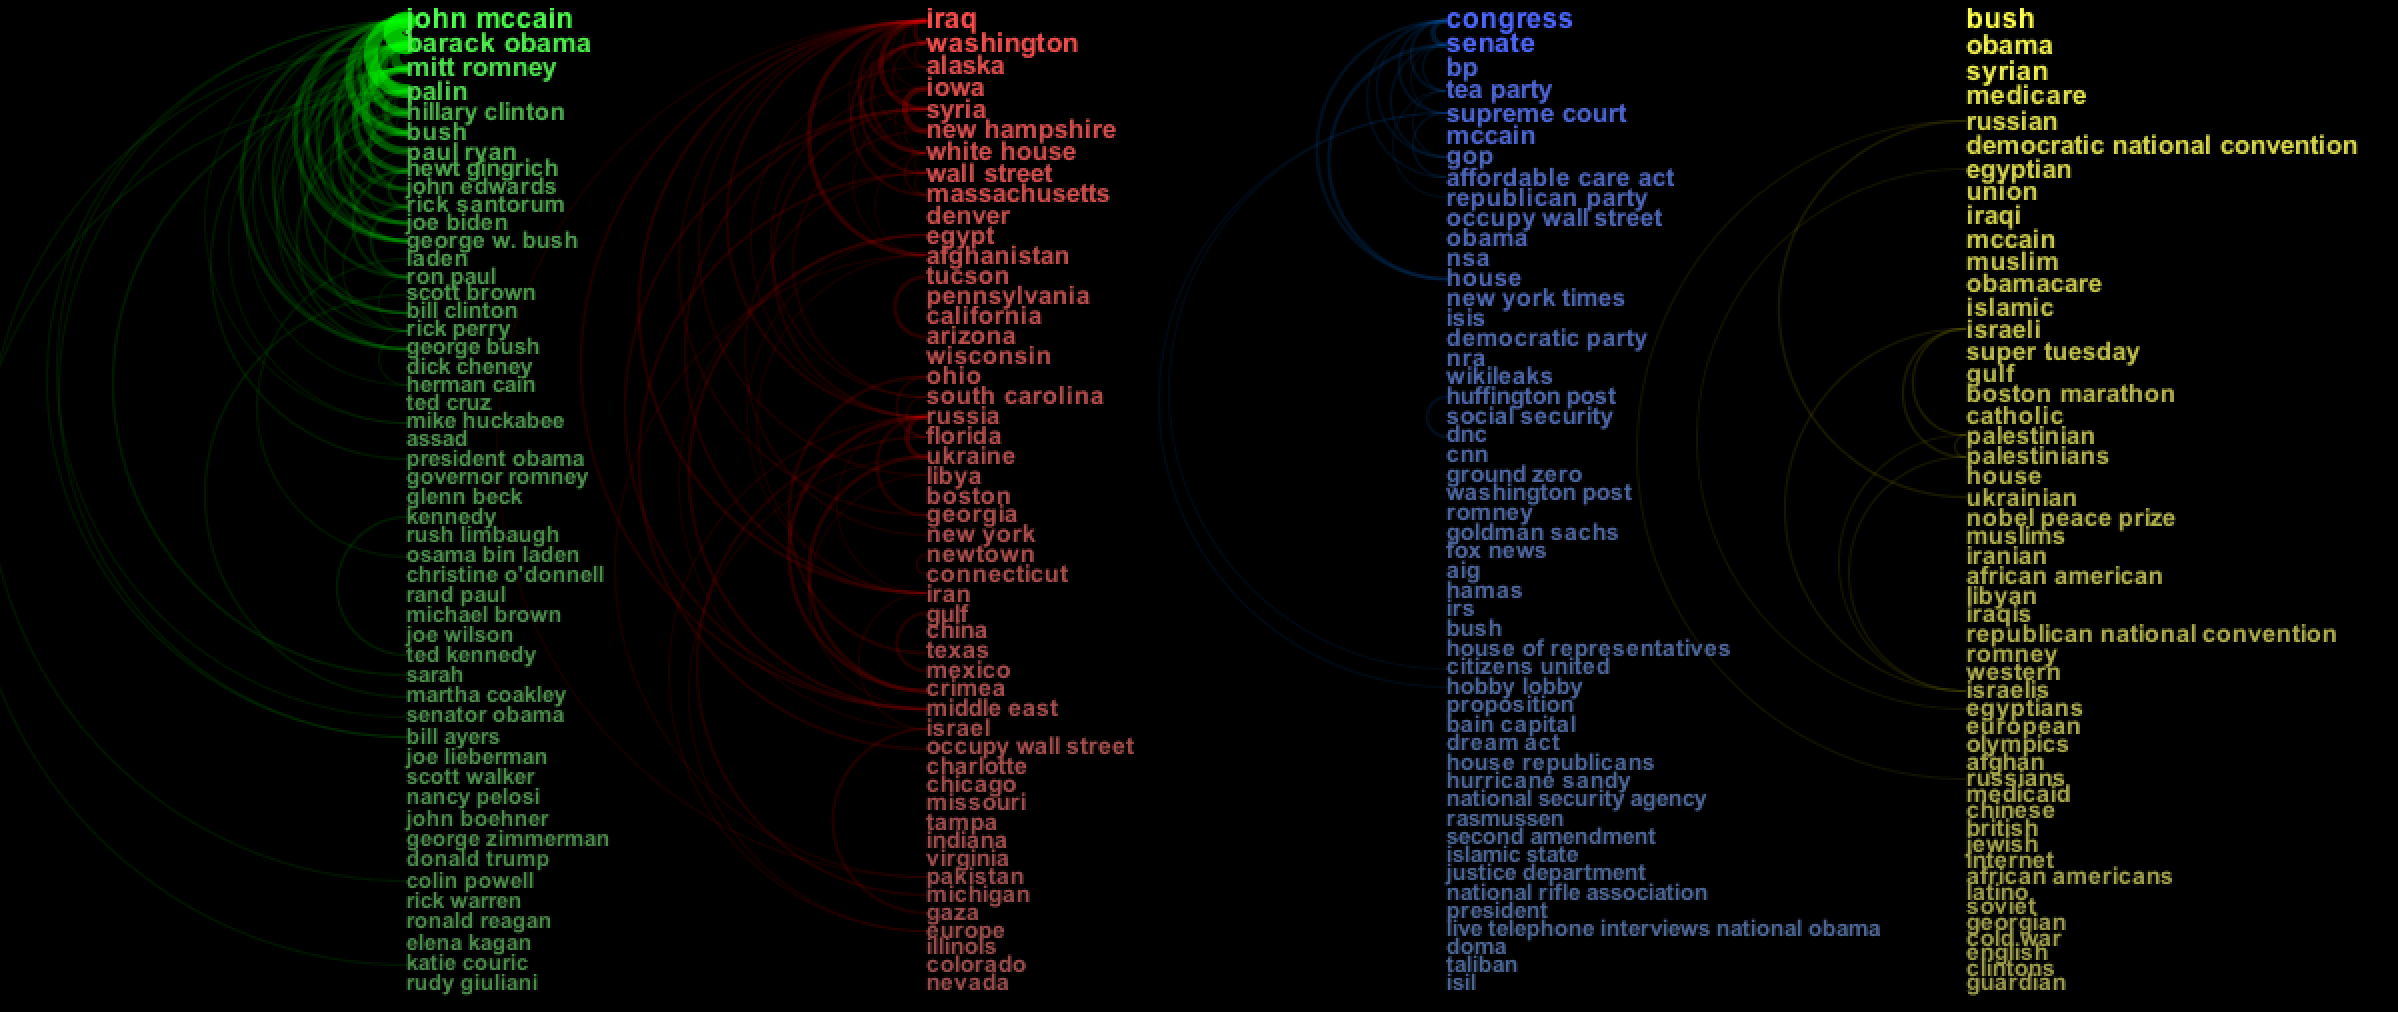 john mccain
barack obama
mitt romney
palin
hillary clinton
bush
paul ryan
newt gingrich
john edwards
rick santorum
joe biden
george w. bush
laden
ron paul
scott brown
bill clinton
rick perry
george bush
dick cheney
herman cain
ted cruz
mike huckabee
assad
president obama
governor romney
glenn beck
kennedy
rush limbaugh
osama bin laden
christine o'donnell
rand paul
michael brown
joe wilson
ted kennedy
sarah
martha coakley
senator obama
bill ayers
joe lieberman
scott walker
nancy pelosi
john boehner
george zimmerman
donald trump
colin powell
rick warren
ronald reagan
elena kagan
katie couric
rudy giuliani
iraq
washington
alaska
iowa
syria
new hampshire
white house
wall street
massachusetts
denver
egypt
afghanistan
tucson
pennsylvania
california
arizona
wisconsin
ohio
south carolina
russia
florida
ukraine
libya
boston
georgia
new york
newtown
connecticut
iran
gulf
china
texas
mexico
crimea
middle east
israel
occupy wall street
charlotte
chicago
missouri
tampa
indiana
virginia
pakistan
michigan
gaza
europe
illinois
colorado
nevada
congress
senate
bp
tea party
supreme court
mccain
gop
affordable care act
republican party
occupy wall street
obama
nsa
house
new york times
isis
democratic party
nra
wikileaks
huffington post
social security
dnc
cnn
ground zero
washington post
romney
goldman sachs
fox news
aig
hamas
irs
bush
house of representatives
citizens united
hobby lobby
proposition
bain capital
dream act
house republicans
hurricane sandy
national security agency
rasmussen
second amendment
islamic state
justice department
national rifle association
president
live telephone interviews national obama
doma
taliban
isil
bush
obama
syrian
medicare
russian
democratic national convention
egyptian
union
iraqi
mccain
muslim
obamacare
islamic
israeli
super tuesday
gulf
boston marathon
catholic
palestinian
palestinians
house
ukrainian
nobel peace prize
muslims
iranian
african american
libyan
iraqis
republican national convention
romney
western
israelis
egyptians
european
olympics
afghan
russians
medicaid
chinese
british
jewish
internet
african americans
latino
soviet
georgian
cold war
english
clintons
guardian